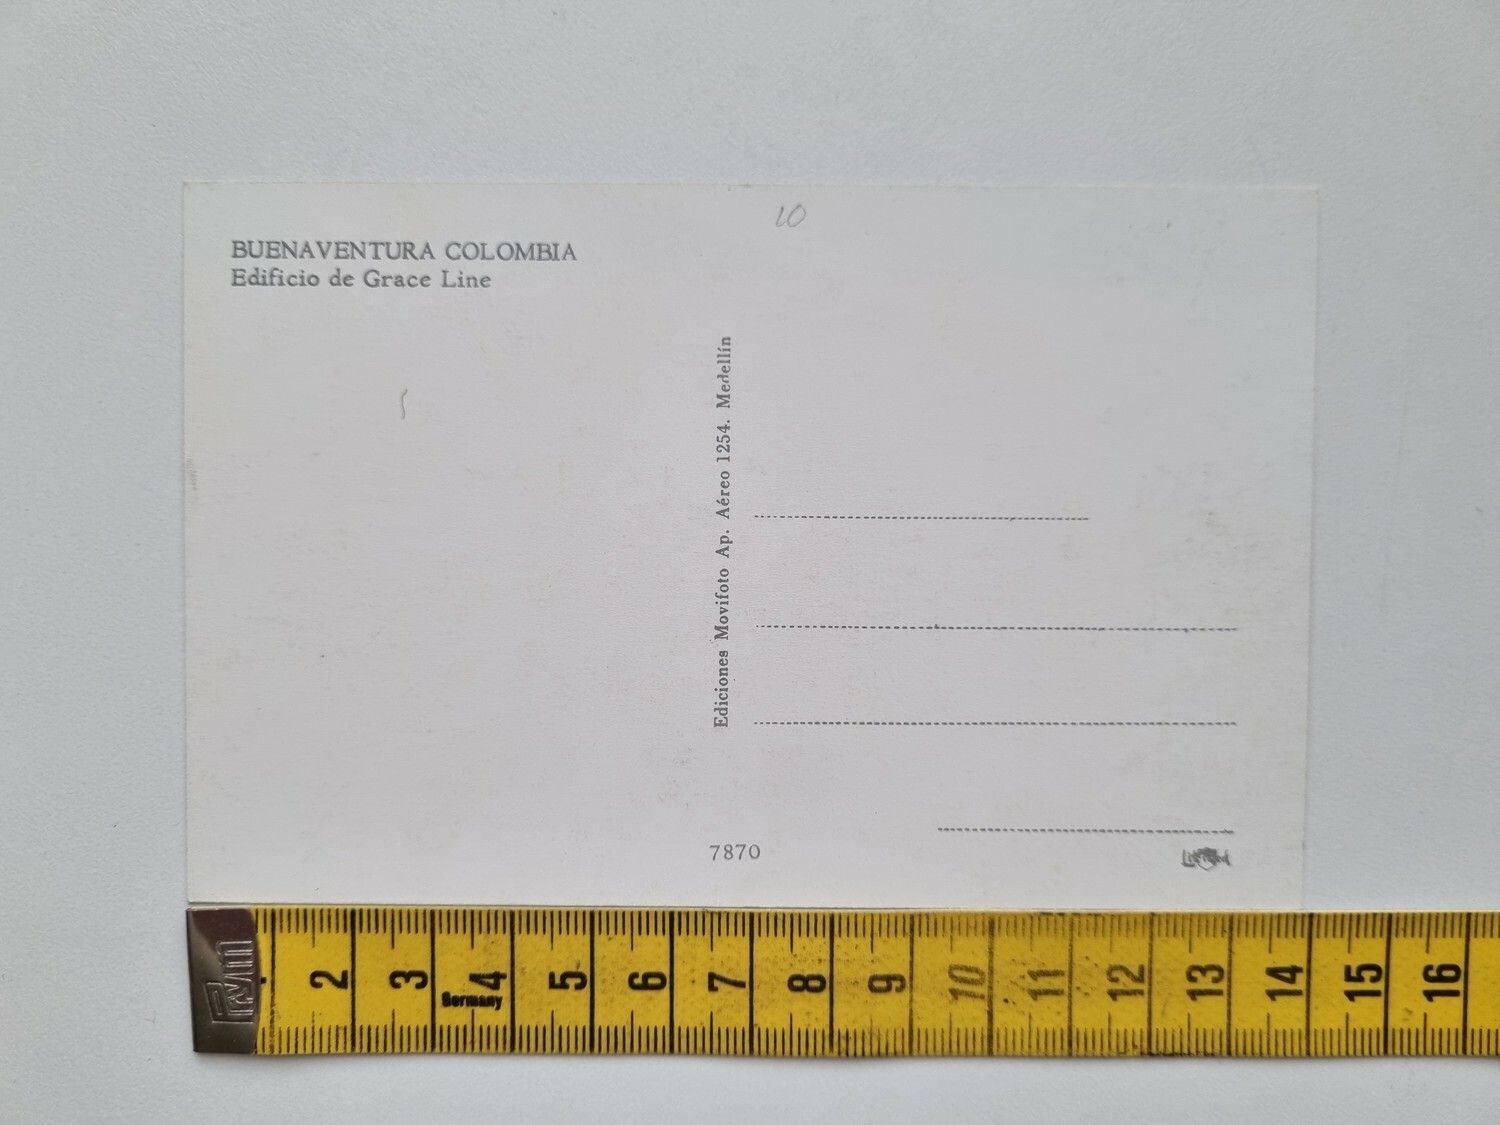 10
BUENAVENTURA COLOMBIA
Edificio de Grace Line
Ediciones Movifoto Ap. Aéreo 1254. Medellín
7870
Pym
2 3 4 5 6 7 8 9 10 11 12 13 14 15 16
Germany